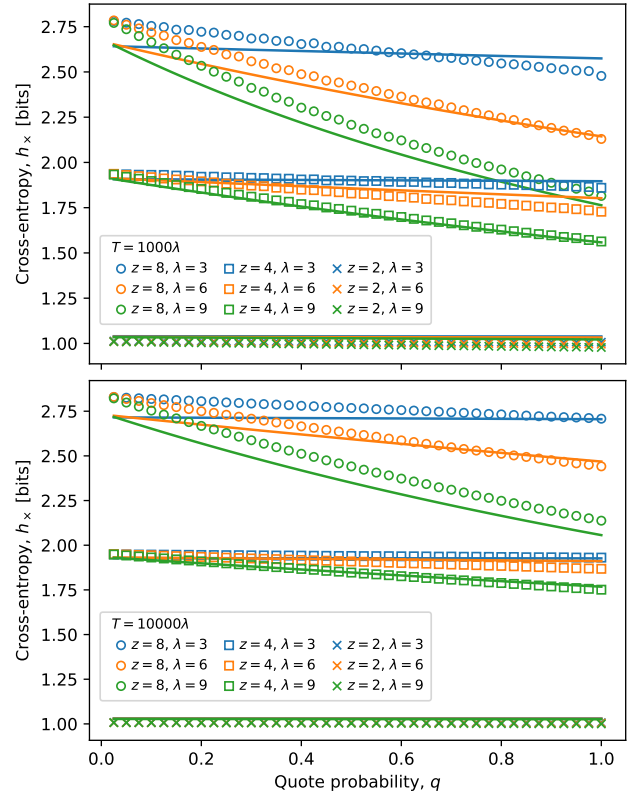 2.75
2.50
2.25
2.00
1.75
1.50
1.25
1.00
Cross-entropy, h× [bits]
T = 1000λ
z = 8, λ = 3 z = 4, λ = 3 z = 2, λ = 3
z = 8, λ = 6 z = 4, λ = 6 z = 2, λ = 6
z = 8, λ = 9 z = 4, λ = 9 z = 2, λ = 9
2.75
2.50
2.25
2.00
1.75
1.50
1.25
1.00
Cross-entropy, h× [bits]
T = 10000λ
z = 8, λ = 3 z = 4, λ = 3 z = 2, λ = 3
z = 8, λ = 6 z = 4, λ = 6 z = 2, λ = 6
z = 8, λ = 9 z = 4, λ = 9 z = 2, λ = 9
0.0 0.2 0.4 0.6 0.8 1.0
Quote probability, q